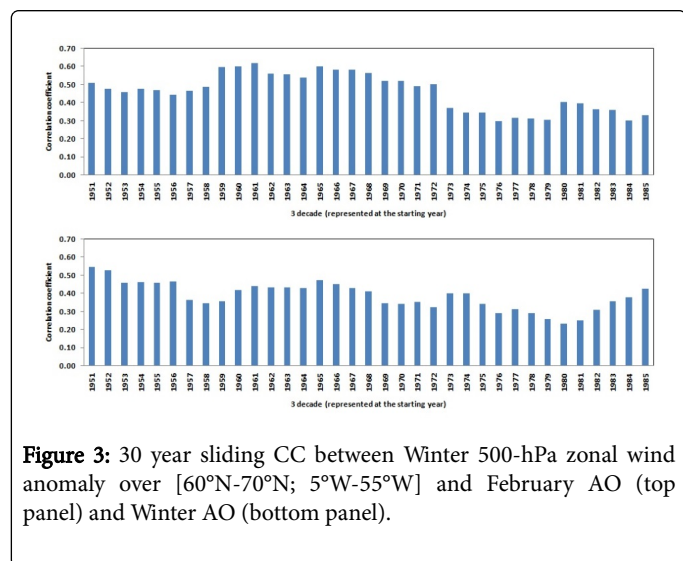 0.70
0.60
0.50
0.40
0.30
0.20
0.10
0.00
Correlation coefficient
1951 1952 1953 1954 1955 1956 1957 1958 1959 1960 1961 1962 1963 1964 1965 1966 1967 1968 1969 1970 1971 1972 1973 1974 1975 1976 1977 1978 1979 1980 1981 1982 1983 1984 1985
3 decade (represented at the starting year)
0.70
0.60
0.50
0.40
0.30
0.20
0.10
0.00
Correlation coefficient
1951 1952 1953 1954 1955 1956 1957 1958 1959 1960 1961 1962 1963 1964 1965 1966 1967 1968 1969 1970 1971 1972 1973 1974 1975 1976 1977 1978 1979 1980 1981 1982 1983 1984 1985
3 decade (represented at the starting year)
Figure 3: 30 year sliding CC between Winter 500-hPa zonal wind
anomaly over [60°N-70°N; 5°W-55°W] and February AO (top
panel) and Winter AO (bottom panel).